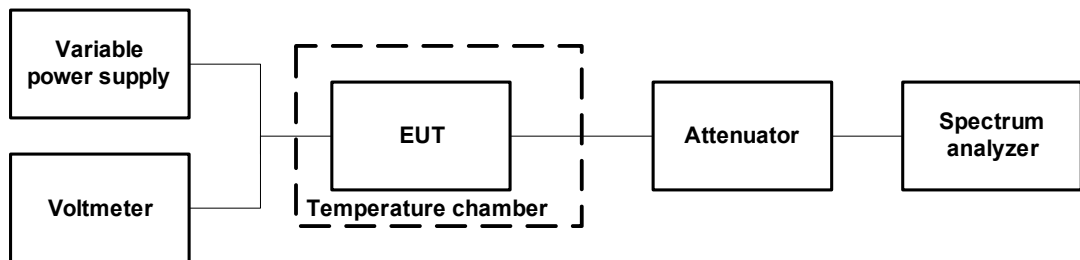 Variable
power supply
Voltmeter
EUT
Temperature chamber
Attenuator
Spectrum
analyzer